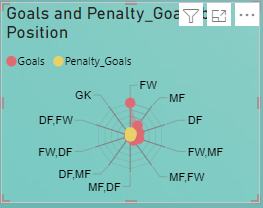 Goals and Penalty_Goa
Position
Goals Penalty_Goals
FW
GK
MF
DF,FW
DF
FW,DF
FW,MF
DF,MF
MF,FW
MF,DF